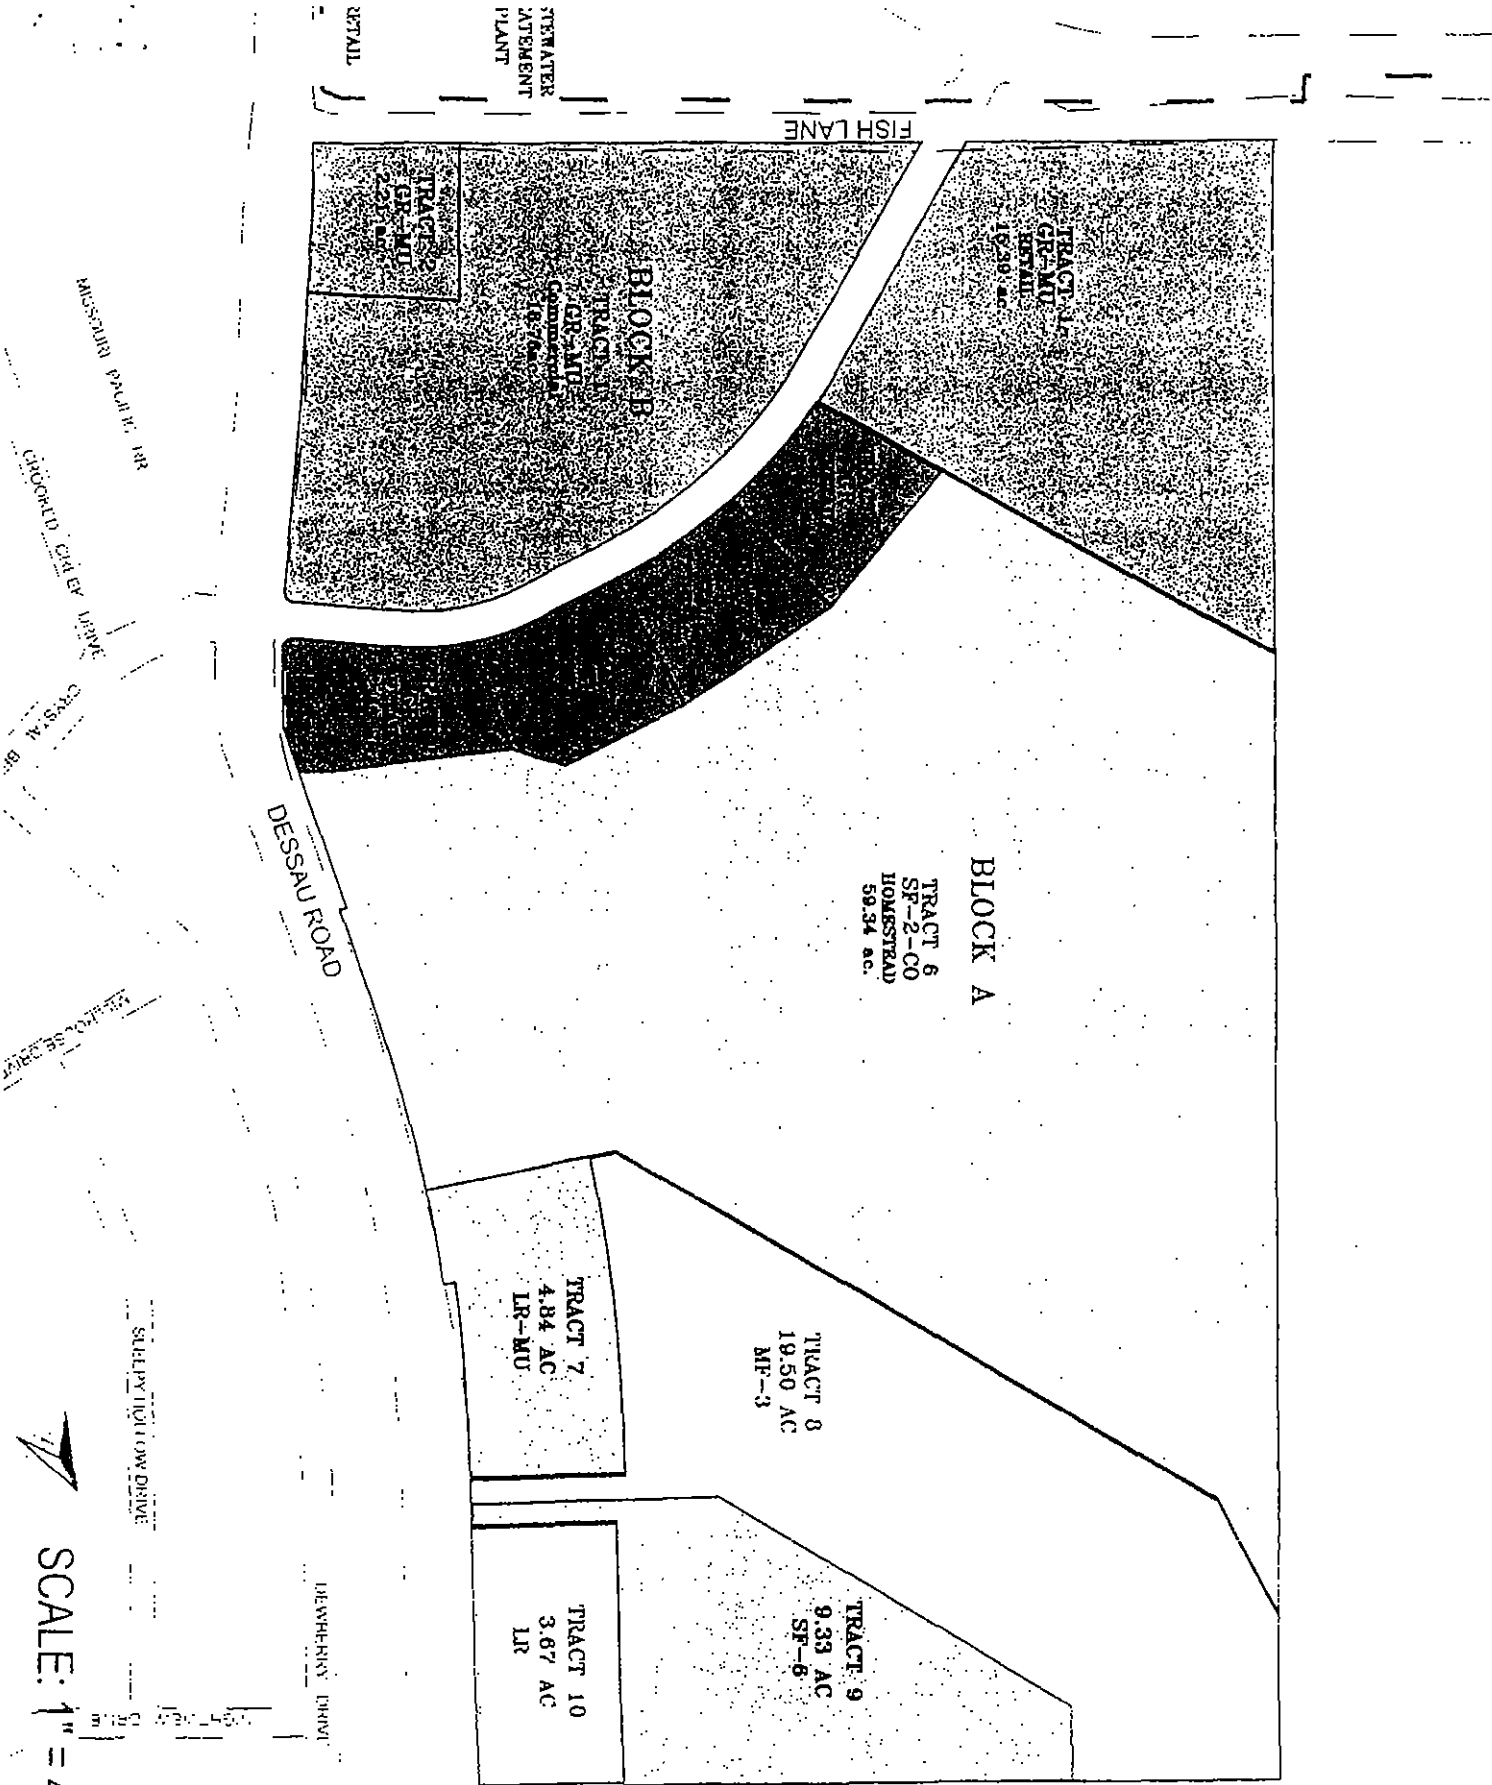 RETAIL
PLANT
FISH LANE
TRACT 2
GR-MU
BLOCK B
GR-MU
Commercial
GR-MU
RETAIL
BLOCK A
TRACT 6
SF-2-CO
HOMESTEAD
59.34 ac.
DESSAU ROAD
MISSOURI PACIFIC RR
CROOKED CREEK DRIVE
CRYSTAL
TRACT 7
4.84 AC
LR-MU
TRACT 8
19.50 AC
MF-3
TRACT 9
9.33 AC
SF-6
TRACT 10
3.67 AC
LR
SLEEPY HOLLOW DRIVE
DEWBERRY DRIVE
SCALE: 1" =